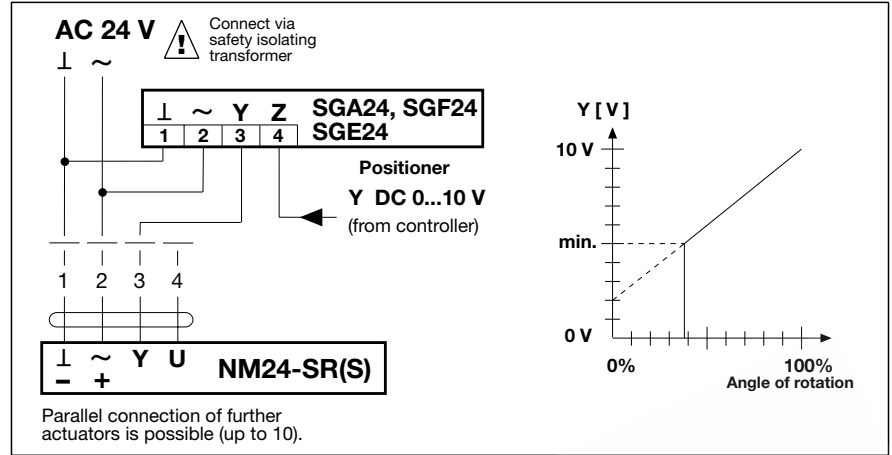 AC 24 V
Connect via
safety isolating
transformer
⊥ ~
⊥ ~ Y Z
1 2 3 4
SGA24, SGF24
SGE24
Positioner
Y DC 0...10 V
(from controller)
1 2 3 4
⊥ ~ Y U
– +
NM24-SR(S)
Parallel connection of further
actuators is possible (up to 10).
Y [ V ]
10 V
min.
0 V
0% 100%
Angle of rotation